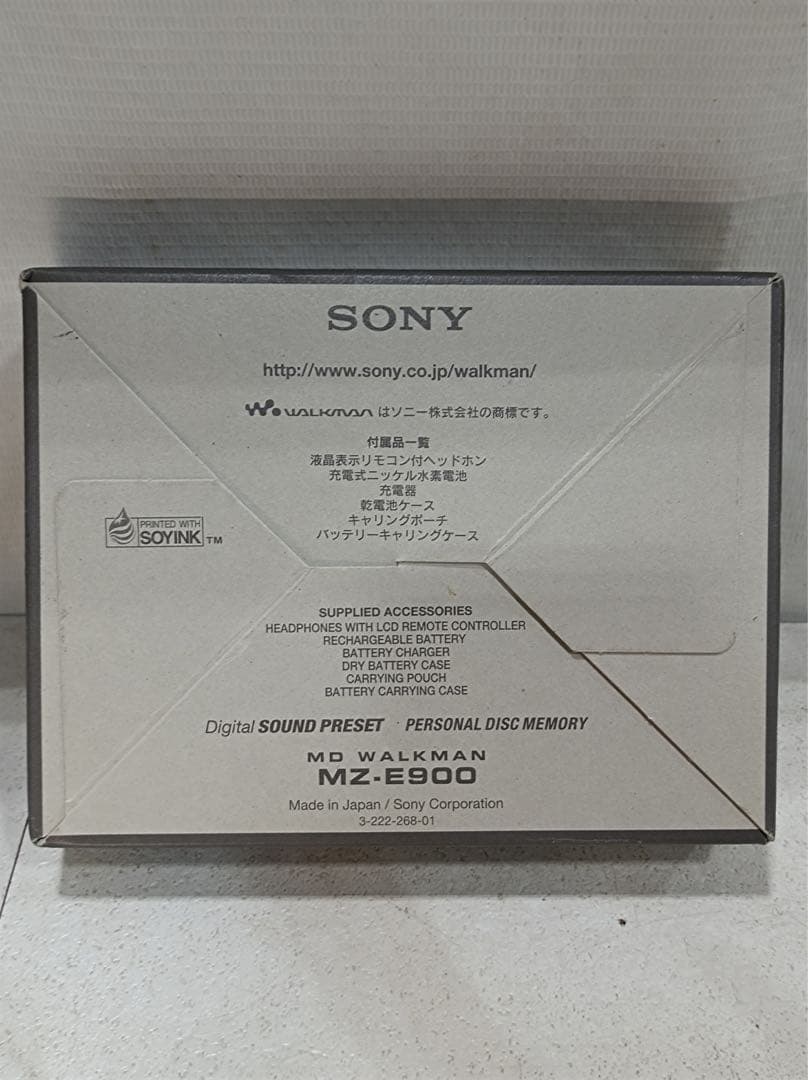 SONY
http://www.sony.co.jp/walkman/
WALKMAN はソニー株式会社の商標です。
付属品一覧
液晶表示リモコン付ヘッドホン
充電式ニッケル水素電池
充電器
乾電池ケース
キャリングポーチ
バッテリーキャリングケース
PRINTED WITH
SOYINK TM
SUPPLIED ACCESSORIES
HEADPHONES WITH LCD REMOTE CONTROLLER
RECHARGEABLE BATTERY
BATTERY CHARGER
DRY BATTERY CASE
CARRYING POUCH
BATTERY CARRYING CASE
Digital SOUND PRESET · PERSONAL DISC MEMORY
MD WALKMAN
MZ-E900
Made in Japan / Sony Corporation
3-222-268-01